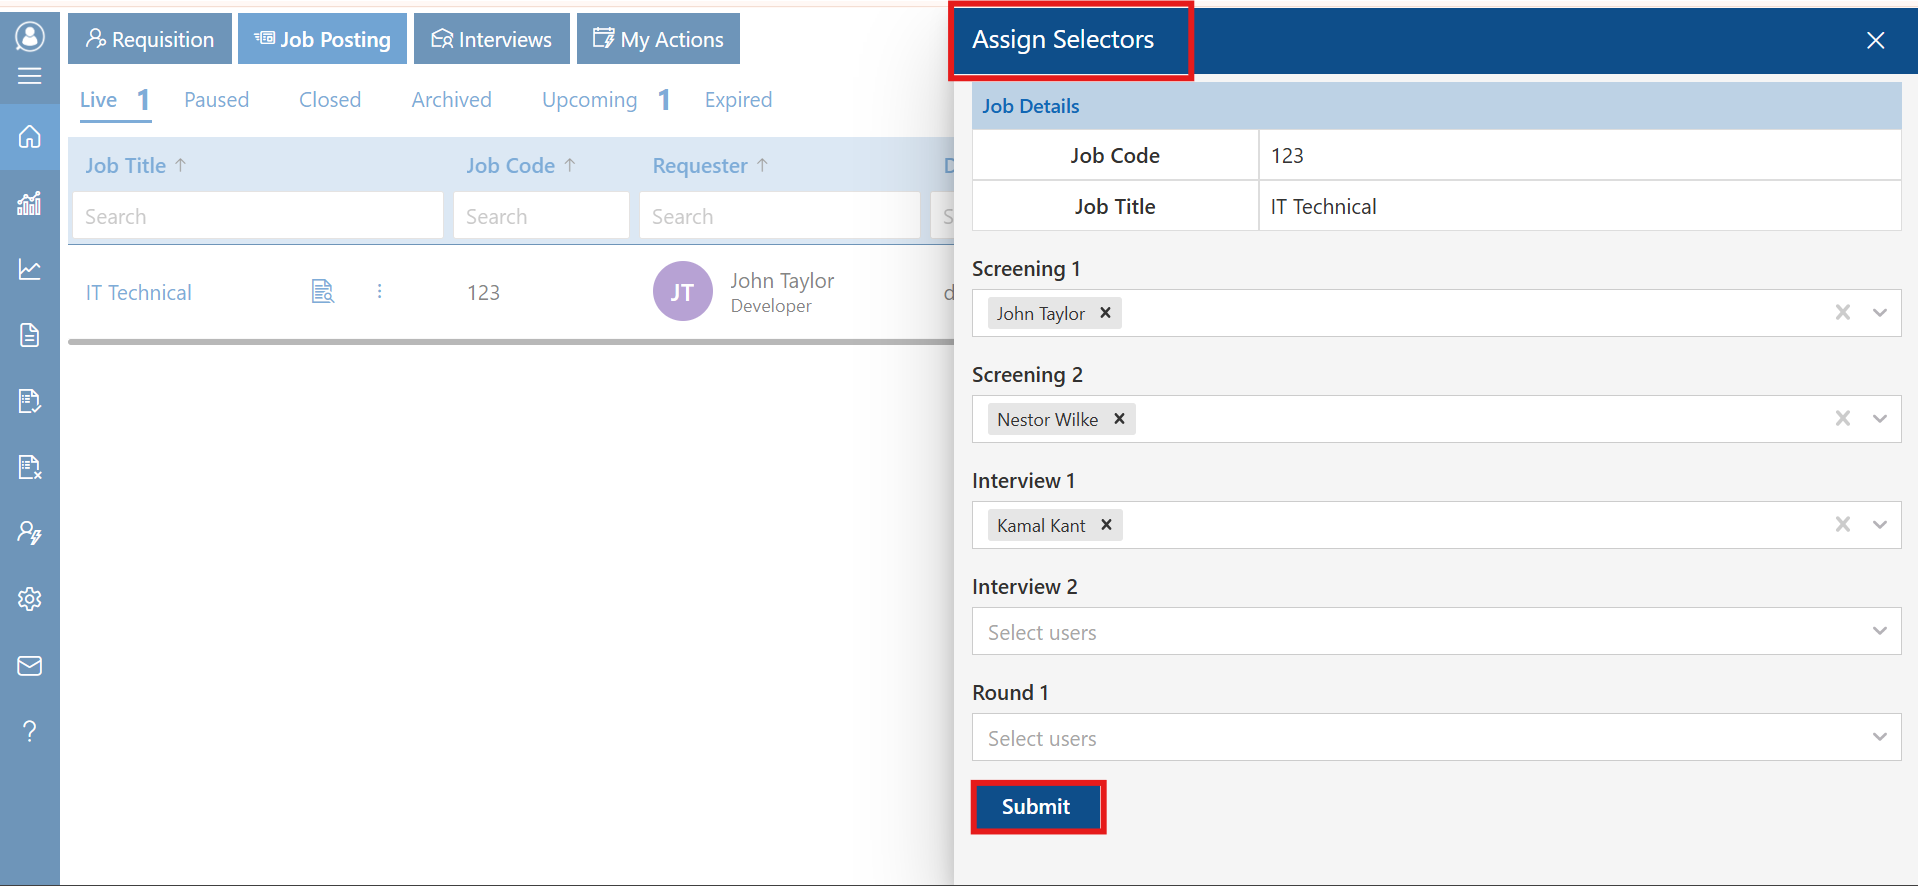 Requisition
Job Posting
Interviews
My Actions
Live 1
Paused
Closed
Archived
Upcoming 1
Expired
Job Title ↑
Job Code ↑
Requester ↑
D
Search
Search
Search
S
IT Technical
123
JT
John Taylor
Developer
d
Assign Selectors
Job Details
Job Code
123
Job Title
IT Technical
Screening 1
John Taylor
Screening 2
Nestor Wilke
Interview 1
Kamal Kant
Interview 2
Select users
Round 1
Select users
Submit